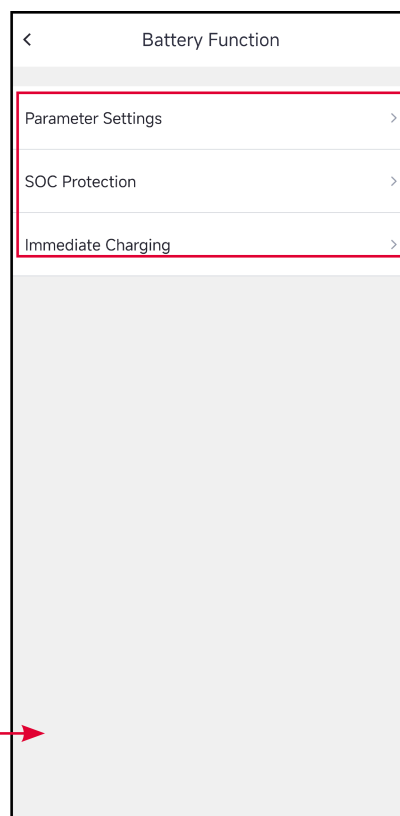 Battery Function
Parameter Settings
SOC Protection
Immediate Charging